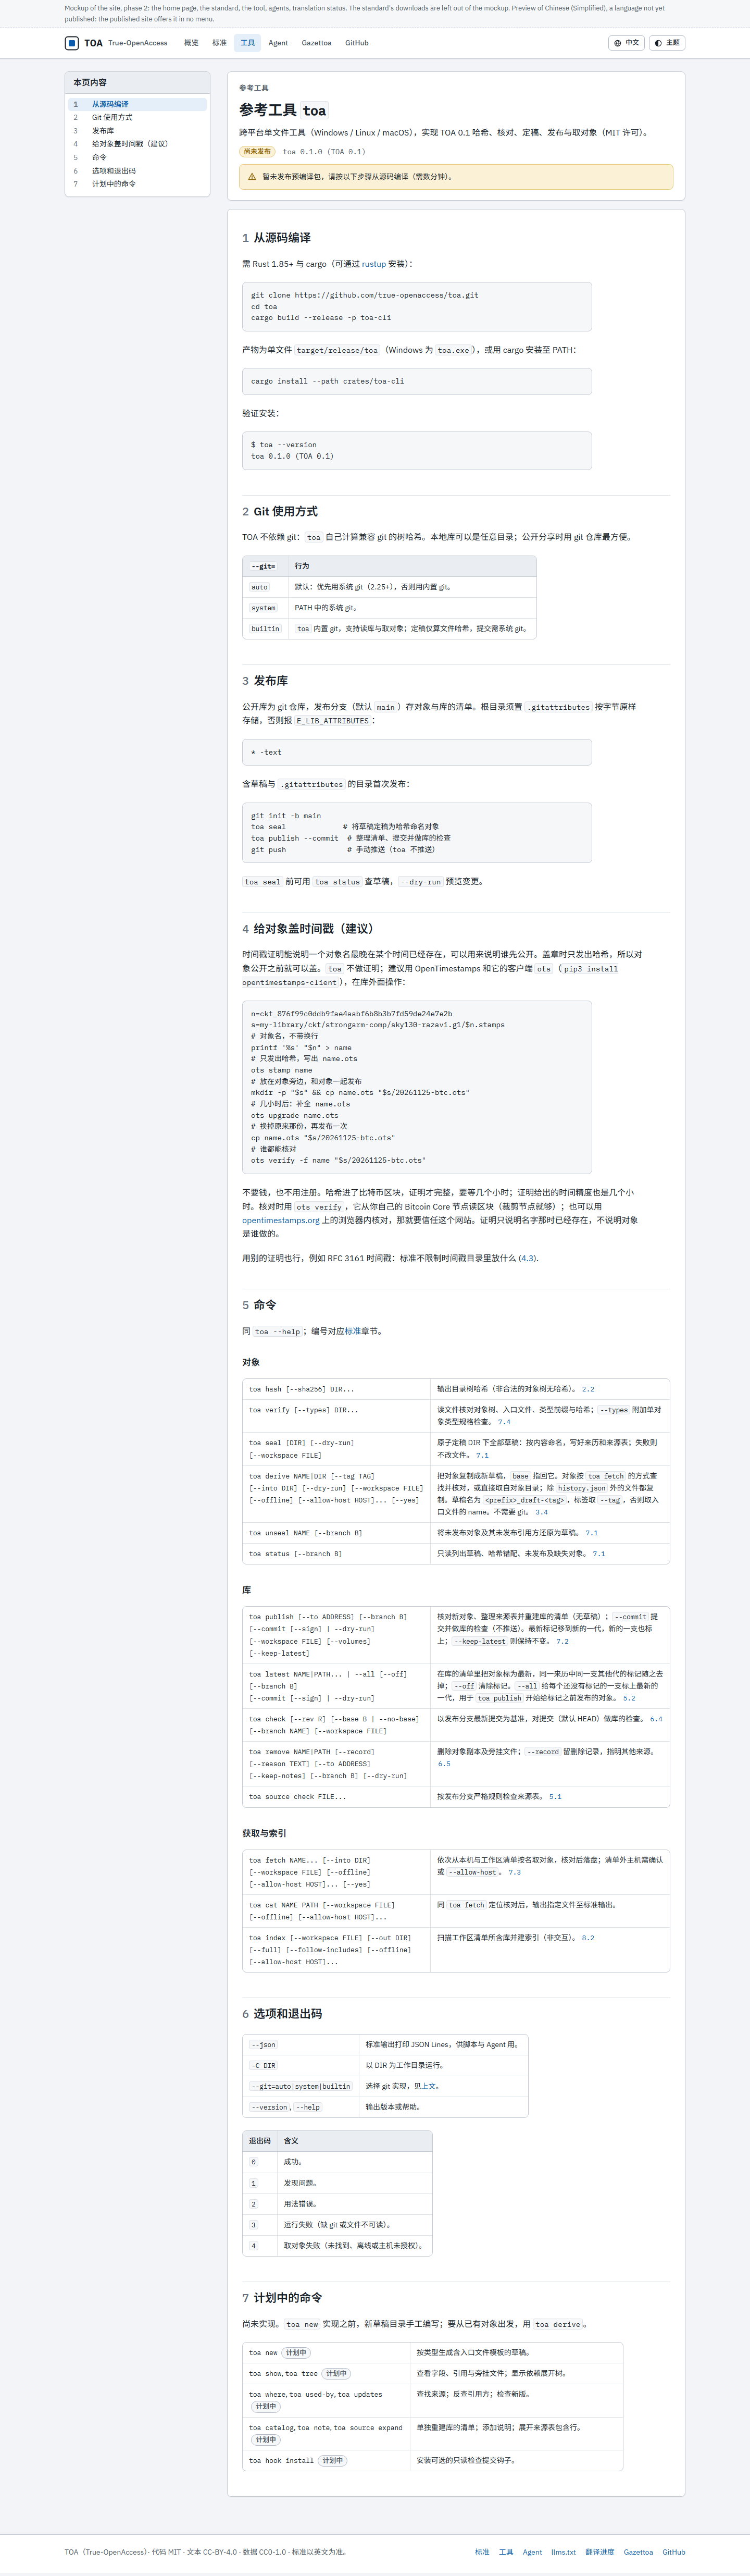 Mockup of the site, phase 2: the home page, the standard, the tool, agents, translation status. The standard's downloads are left out of the mockup. Preview of Chinese (Simplified), a language not yet
published: the published site offers it in no menu.
TOA True-OpenAccess 概览 标准 工具 Agent Gazettoa GitHub 中文 主题
本页内容
1 从源码编译
2 Git 使用方式
3 发布库
4 给对象盖时间戳（建议）
5 命令
6 选项和退出码
7 计划中的命令
参考工具
参考工具 toa
跨平台单文件工具（Windows / Linux / macOS），实现 TOA 0.1 哈希、核对、定稿、发布与取对象（MIT 许可）。
尚未发布 toa 0.1.0 (TOA 0.1)
暂未发布预编译包，请按以下步骤从源码编译（需数分钟）。
1 从源码编译
需 Rust 1.85+ 与 cargo（可通过 rustup 安装）：
git clone https://github.com/true-openaccess/toa.git
cd toa
cargo build --release -p toa-cli
产物为单文件 target/release/toa（Windows 为 toa.exe），或用 cargo 安装至 PATH：
cargo install --path crates/toa-cli
验证安装：
$ toa --version
toa 0.1.0 (TOA 0.1)
2 Git 使用方式
TOA 不依赖 git：toa 自己计算兼容 git 的树哈希。本地库可以是任意目录；公开分享时用 git 仓库最方便。
--git= 行为
auto 默认：优先用系统 git（2.25+），否则用内置 git。
system PATH 中的系统 git。
builtin toa 内置 git，支持读库与取对象；定稿仅算文件哈希，提交需系统 git。
3 发布库
公开库为 git 仓库，发布分支（默认 main）存对象与库的清单。根目录须置 .gitattributes 按字节原样
存储，否则报 E_LIB_ATTRIBUTES：
* -text
含草稿与 .gitattributes 的目录首次发布：
git init -b main
toa seal # 将草稿定稿为哈希命名对象
toa publish --commit # 整理清单、提交并做库的检查
git push # 手动推送（toa 不推送）
toa seal 前可用 toa status 查草稿，--dry-run 预览变更。
4 给对象盖时间戳（建议）
时间戳证明能说明一个对象名最晚在某个时间已经存在，可以用来说明谁先公开。盖章时只发出哈希，所以对
象公开之前就可以盖。toa 不做证明；建议用 OpenTimestamps 和它的客户端 ots（pip3 install
opentimestamps-client），在库外面操作：
n=ckt_876f99c0ddb9fae4aabf6b8b3b7fd59de24e7e2b
s=my-library/ckt/strongarm-comp/sky130-razavi.g1/$n.stamps
# 对象名，不带换行
printf '%s' "$n" > name
# 只发出哈希，写出 name.ots
ots stamp name
# 放在对象旁边，和对象一起发布
mkdir -p "$s" && cp name.ots "$s/20261125-btc.ots"
# 几小时后：补全 name.ots
ots upgrade name.ots
# 换掉原来那份，再发布一次
cp name.ots "$s/20261125-btc.ots"
# 谁都能核对
ots verify -f name "$s/20261125-btc.ots"
不要钱，也不用注册。哈希进了比特币区块，证明才完整，要等几个小时；证明给出的时间精度也是几个小
时。核对时用 ots verify，它从你自己的 Bitcoin Core 节点读区块（裁剪节点就够）；也可以用
opentimestamps.org 上的浏览器内核对，那就要信任这个网站。证明只说明名字那时已经存在，不说明对象
是谁做的。
用别的证明也行，例如 RFC 3161 时间戳：标准不限制时间戳目录里放什么 (4.3).
5 命令
同 toa --help；编号对应标准章节。
对象
toa hash [--sha256] DIR... 输出目录树哈希（非合法的对象树无哈希）。 2.2
toa verify [--types] DIR... 读文件核对对象树、入口文件、类型前缀与哈希；--types 附加单对
象类型规格检查。 7.4
toa seal [DIR] [--dry-run] 原子定稿 DIR 下全部草稿：按内容命名，写好来历和来源表；失败则
[--workspace FILE] 不改文件。 7.1
toa derive NAME|DIR [--tag TAG] 把对象复制成新草稿，base 指回它。对象按 toa fetch 的方式查
[--into DIR] [--dry-run] [--workspace FILE] 找并核对，或直接取自对象目录；除 history.json 外的文件都复
[--offline] [--allow-host HOST]... [--yes] 制。草稿名为 <prefix>_draft-<tag>，标签取 --tag，否则取入
口文件的 name。不需要 git。 3.4
toa unseal NAME [--branch B] 将未发布对象及其未发布引用方还原为草稿。 7.1
toa status [--branch B] 只读列出草稿、哈希错配、未发布及缺失对象。 7.1
库
toa publish [--to ADDRESS] [--branch B] 核对新对象、整理来源表并重建库的清单（无草稿）；--commit 提
[--commit [--sign] | --dry-run] 交并做库的检查（不推送）。最新标记移到新的一代，新的一支也标
[--workspace FILE] [--volumes] 上；--keep-latest 则保持不变。 7.2
[--keep-latest]
toa latest NAME|PATH... | --all [--off] 在库的清单里把对象标为最新，同一来历中同一支其他代的标记随之去
[--branch B] 掉；--off 清除标记。--all 给每个还没有标记的一支标上最新的
[--commit [--sign] | --dry-run] 一代，用于 toa publish 开始给标记之前发布的对象。 5.2
toa check [--rev R] [--base B | --no-base] 以发布分支最新提交为基准，对提交（默认 HEAD）做库的检查。 6.4
[--branch NAME] [--workspace FILE]
toa remove NAME|PATH [--record] 删除对象副本及旁挂文件；--record 留删除记录，指明其他来源。
[--reason TEXT] [--to ADDRESS] 6.5
[--keep-notes] [--branch B] [--dry-run]
toa source check FILE... 按发布分支严格规则检查来源表。 5.1
获取与索引
toa fetch NAME... [--into DIR] 依次从本机与工作区清单按名取对象，核对后落盘；清单外主机需确认
[--workspace FILE] [--offline] 或 --allow-host。 7.3
[--allow-host HOST]... [--yes]
toa cat NAME PATH [--workspace FILE] 同 toa fetch 定位核对后，输出指定文件至标准输出。
[--offline] [--allow-host HOST]...
toa index [--workspace FILE] [--out DIR] 扫描工作区清单所含库并建索引（非交互）。 8.2
[--full] [--follow-includes] [--offline]
[--allow-host HOST]...
6 选项和退出码
--json 标准输出打印 JSON Lines，供脚本与 Agent 用。
-C DIR 以 DIR 为工作目录运行。
--git=auto|system|builtin 选择 git 实现，见上文。
--version, --help 输出版本或帮助。
退出码 含义
0 成功。
1 发现问题。
2 用法错误。
3 运行失败（缺 git 或文件不可读）。
4 取对象失败（未找到、离线或主机未授权）。
7 计划中的命令
尚未实现。toa new 实现之前，新草稿目录手工编写；要从已有对象出发，用 toa derive。
toa new 计划中 按类型生成含入口文件模板的草稿。
toa show, toa tree 计划中 查看字段、引用与旁挂文件；显示依赖展开树。
toa where, toa used-by, toa updates 查找来源；反查引用方；检查新版。
计划中
toa catalog, toa note, toa source expand 单独重建库的清单；添加说明；展开来源表包含行。
计划中
toa hook install 计划中 安装可选的只读检查提交钩子。
TOA（True-OpenAccess）· 代码 MIT · 文本 CC-BY-4.0 · 数据 CC0-1.0 · 标准以英文为准。 标准 工具 Agent llms.txt 翻译进度 Gazettoa GitHub